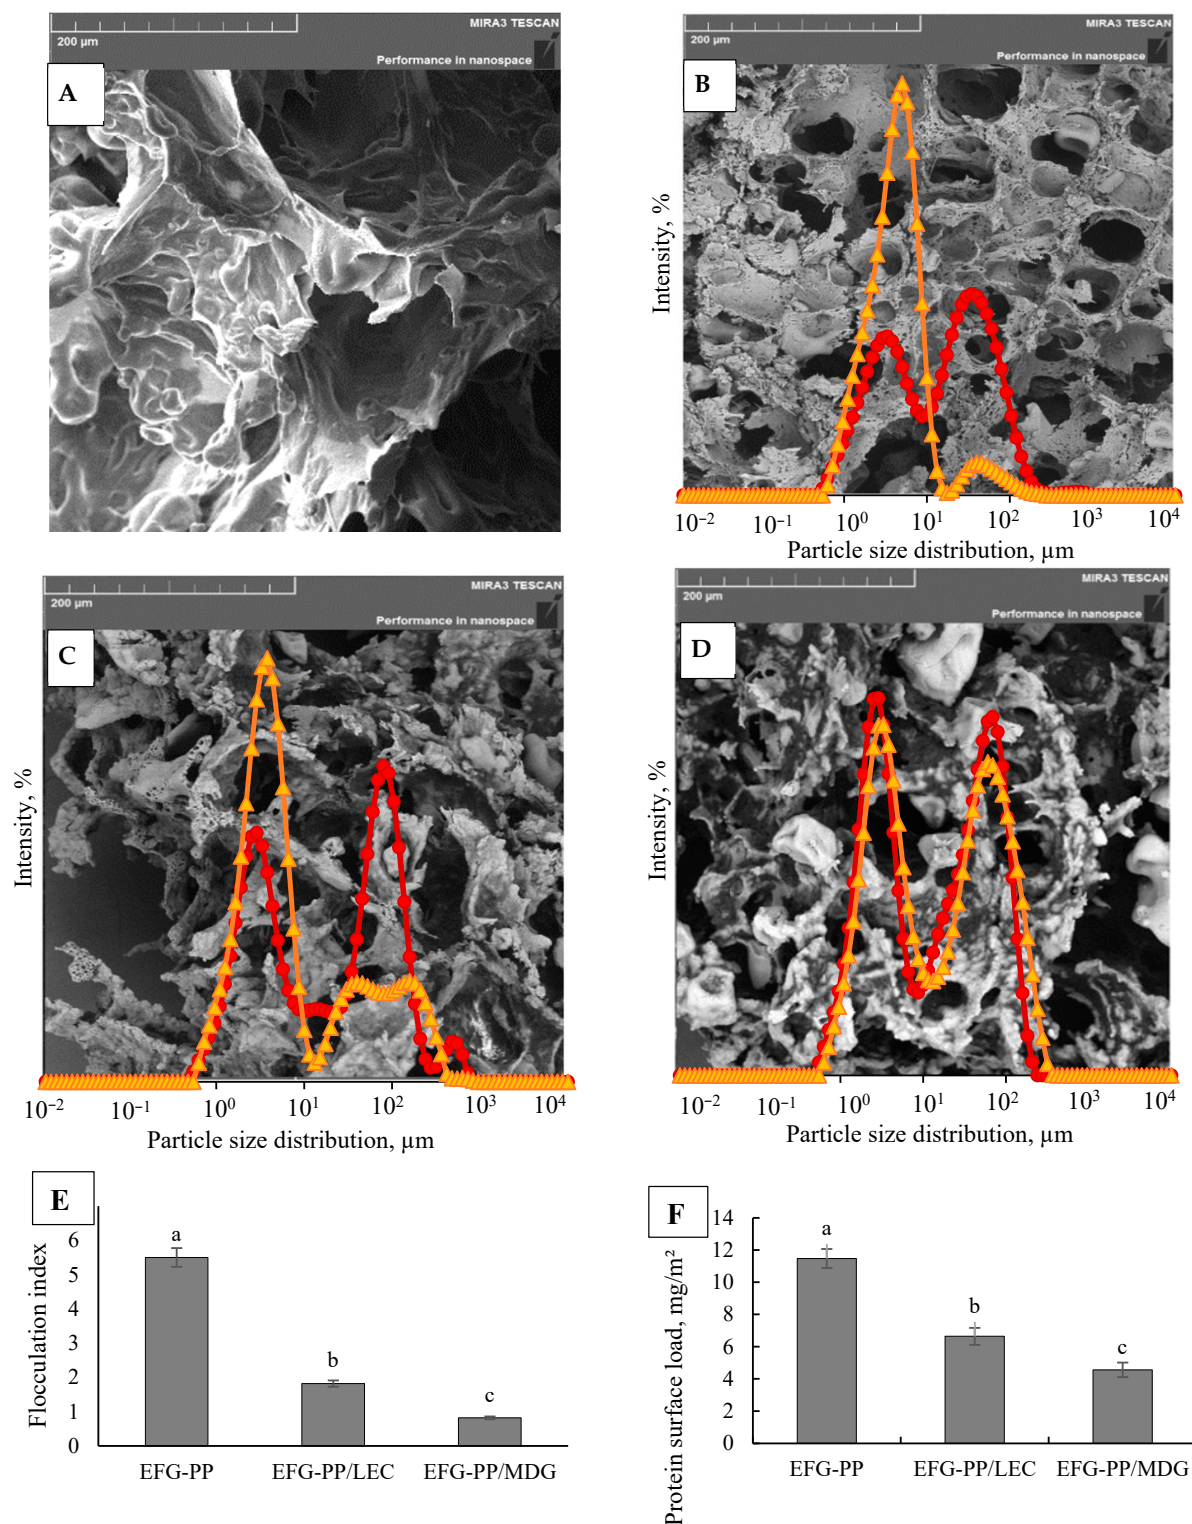 MIRA3 TESCAN
200 µm
Performance in nanospace
A
MIRA3 TESCAN
200 µm
Performance in nanospace
B
Intensity, %
10⁻² 10⁻¹ 10⁰ 10¹ 10² 10³ 10⁴
Particle size distribution, µm
MIRA3 TESCAN
200 µm
Performance in nanospace
C
Intensity, %
10⁻² 10⁻¹ 10⁰ 10¹ 10² 10³ 10⁴
Particle size distribution, µm
MIRA3 TESCAN
200 µm
Performance in nanospace
D
Intensity, %
10⁻² 10⁻¹ 10⁰ 10¹ 10² 10³ 10⁴
Particle size distribution, µm
E
Flocculation index
6
5
4
3
2
1
0
a
b
c
EFG-PP EFG-PP/LEC EFG-PP/MDG
F
Protein surface load, mg/m²
14
12
10
8
6
4
2
0
a
b
c
EFG-PP EFG-PP/LEC EFG-PP/MDG